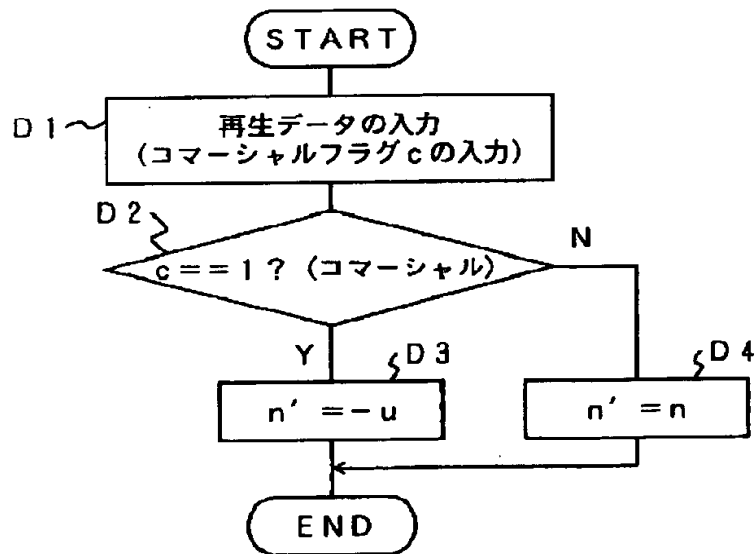 START
D1
再生データの入力
(コマーシャルフラグcの入力)
D2
c==1？(コマーシャル)
N
Y
D3
n′=-u
D4
n′=n
END